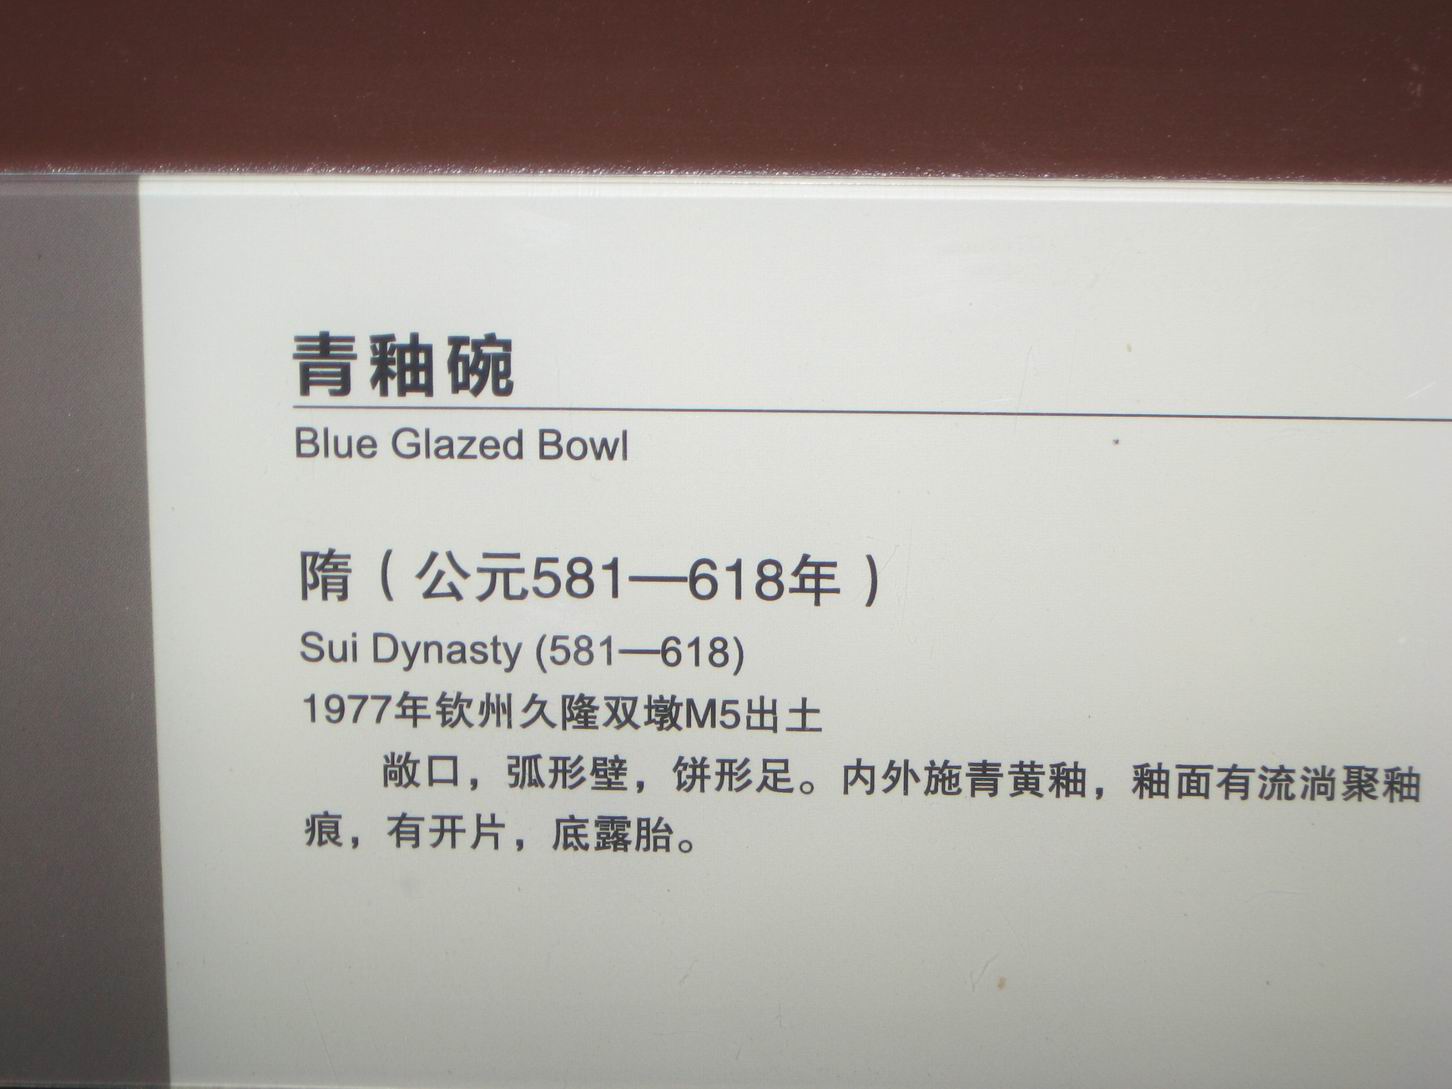 青釉碗
Blue Glazed Bowl
隋（公元581—618年）
Sui Dynasty (581—618)
1977年钦州久隆双墩M5出土
敞口，弧形壁，饼形足。内外施青黄釉，釉面有流淌聚釉
痕，有开片，底露胎。